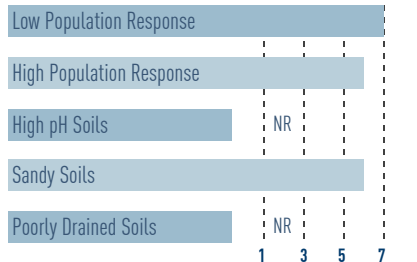 Low Population Response
High Population Response
High pH Soils NR
Sandy Soils
Poorly Drained Soils NR
1 3 5 7